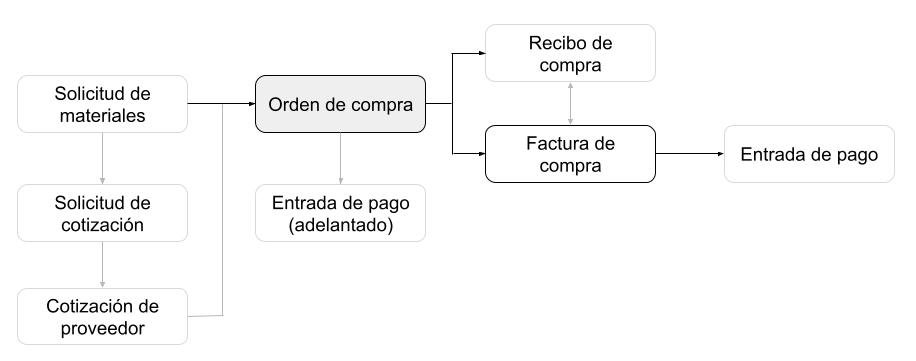 Recibo de
compra
Solicitud de
materiales
Orden de compra
Factura de
compra
Entrada de pago
Solicitud de
cotización
Entrada de pago
(adelantado)
Cotización de
proveedor